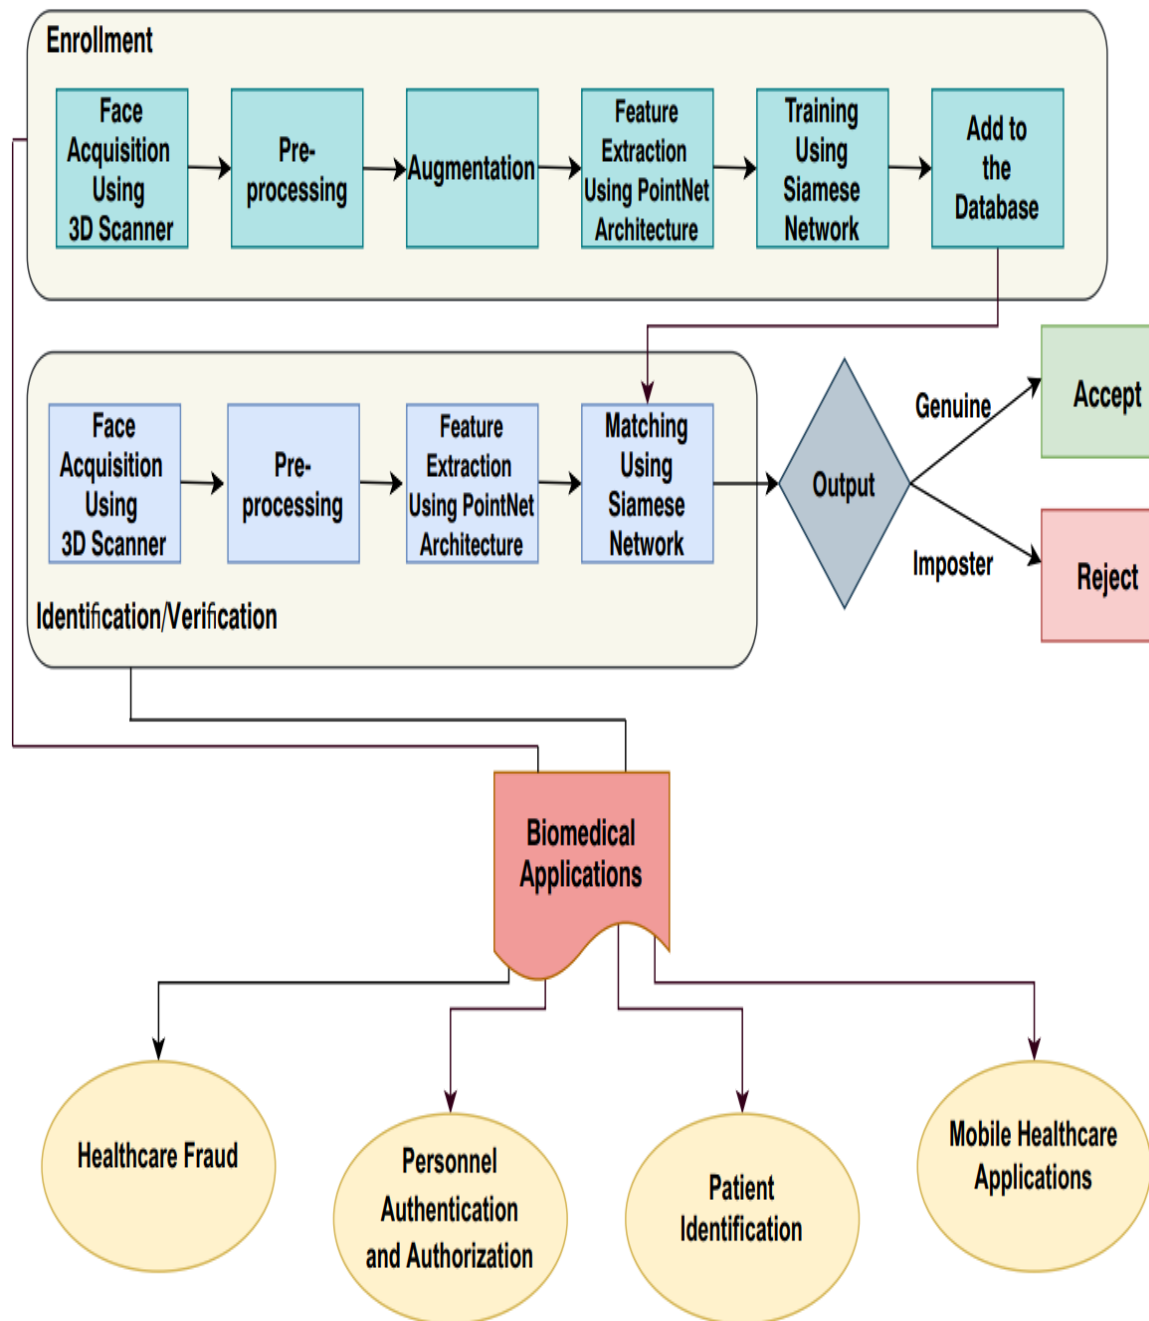 Enrollment
Face
Acquisition
Using
3D Scanner
Pre-
processing
Augmentation
Feature
Extraction
Using PointNet
Architecture
Training
Using
Siamese
Network
Add to
the
Database
Face
Acquisition
Using
3D Scanner
Pre-
processing
Feature
Extraction
Using PointNet
Architecture
Matching
Using
Siamese
Network
Identification/Verification
Output
Genuine
Imposter
Accept
Reject
Biomedical
Applications
Healthcare Fraud
Personnel
Authentication
and Authorization
Patient
Identification
Mobile Healthcare
Applications